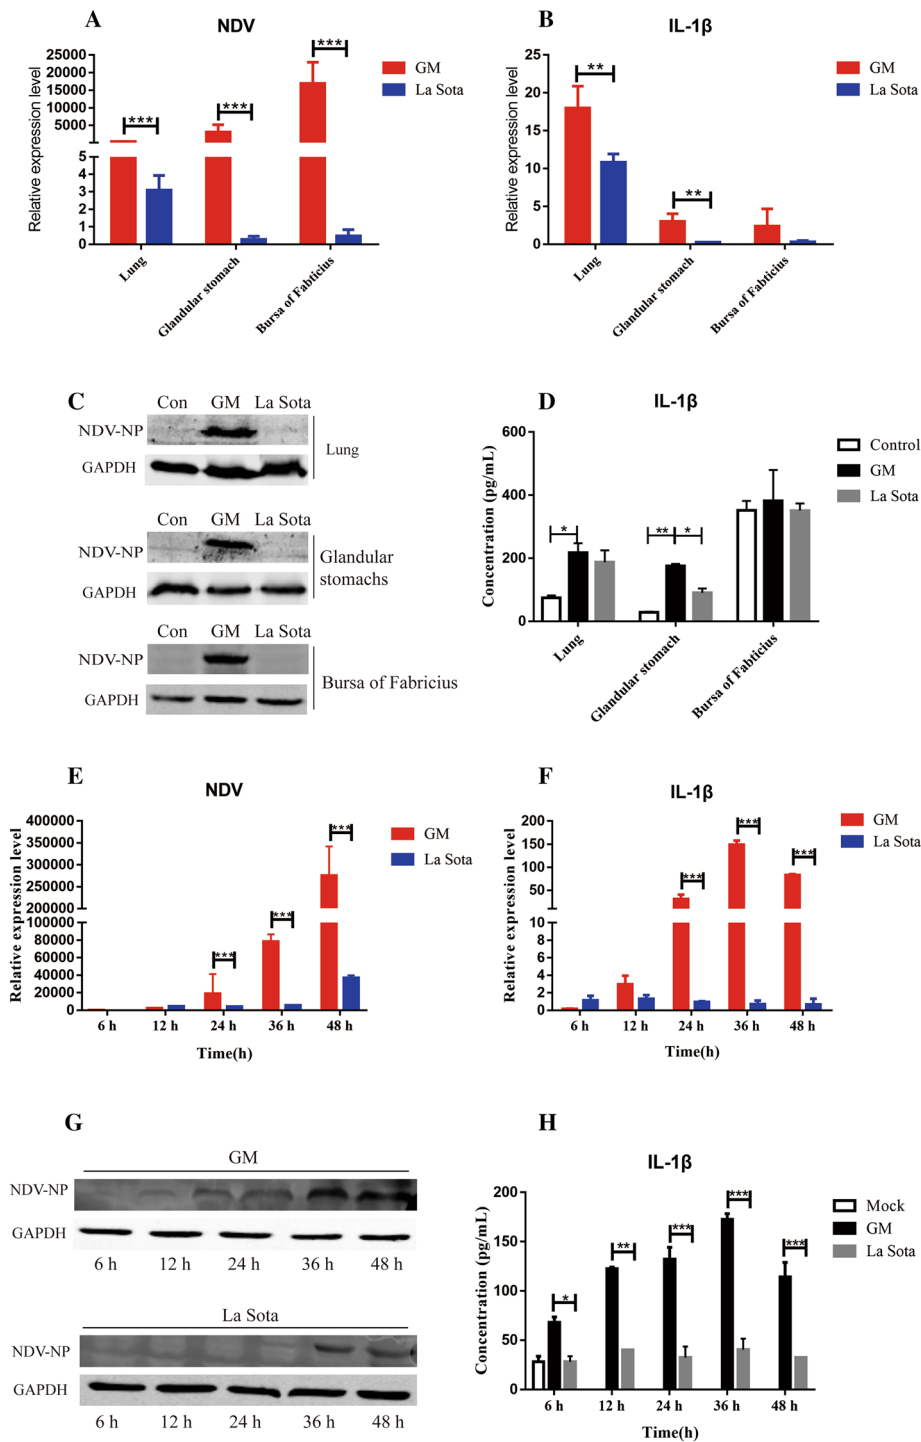 A
NDV
Relative expression level
25000
20000
15000
10000
5000
5
4
3
2
1
0
***
***
***
GM
La Sota
Lung
Glandular stomach
Bursa of Fabticius
B
IL-1β
Relative expression level
25
20
15
10
5
0
**
**
GM
La Sota
Lung
Glandular stomach
Bursa of Fabticius
C
Con GM La Sota
NDV-NP
GAPDH
Lung
Con GM La Sota
NDV-NP
GAPDH
Glandular
stomachs
Con GM La Sota
NDV-NP
GAPDH
Bursa of Fabricius
D
IL-1β
Concentration (pg/mL)
600
400
200
0
*
**
*
Control
GM
La Sota
Lung
Glandular stomach
Bursa of Fabticius
E
NDV
Relative expression level
400000
350000
300000
250000
200000
100000
80000
60000
40000
20000
0
***
***
***
GM
La Sota
6 h 12 h 24 h 36 h 48 h
Time(h)
F
IL-1β
Relative expression level
200
150
100
50
10
8
6
4
2
0
***
***
***
GM
La Sota
6 h 12 h 24 h 36 h 48 h
Time(h)
G
GM
NDV-NP
GAPDH
6 h 12 h 24 h 36 h 48 h
La Sota
NDV-NP
GAPDH
6 h 12 h 24 h 36 h 48 h
H
IL-1β
Concentration (pg/mL)
200
150
100
50
0
*
**
***
***
***
Mock
GM
La Sota
6 h 12 h 24 h 36 h 48 h
Time(h)